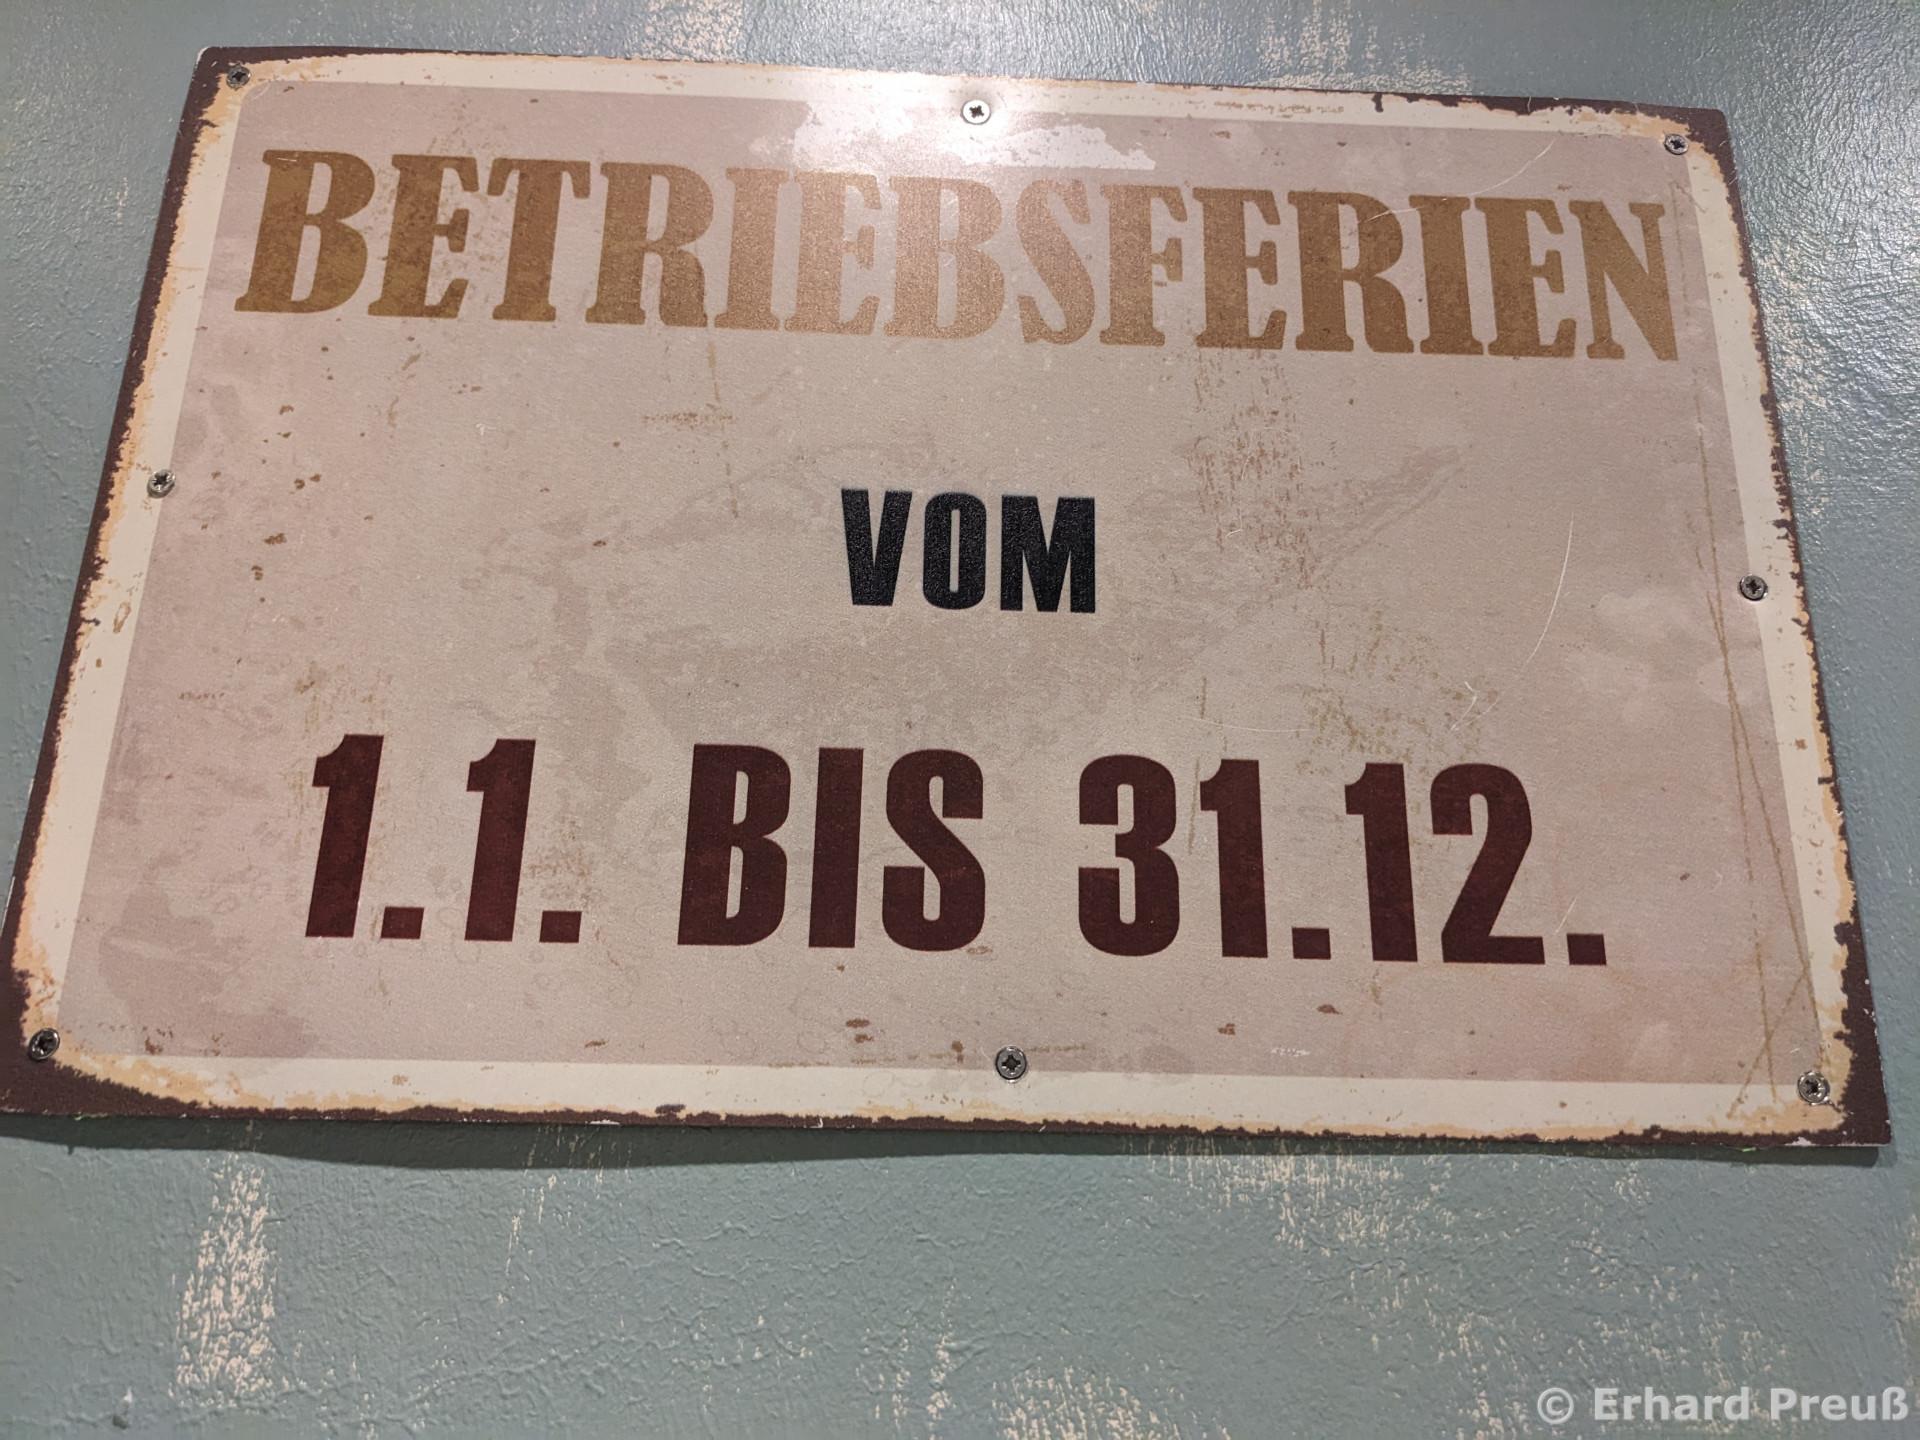 BETRIEBSFERIEN
VOM
1.1. BIS 31.12.
© Erhard Preuß